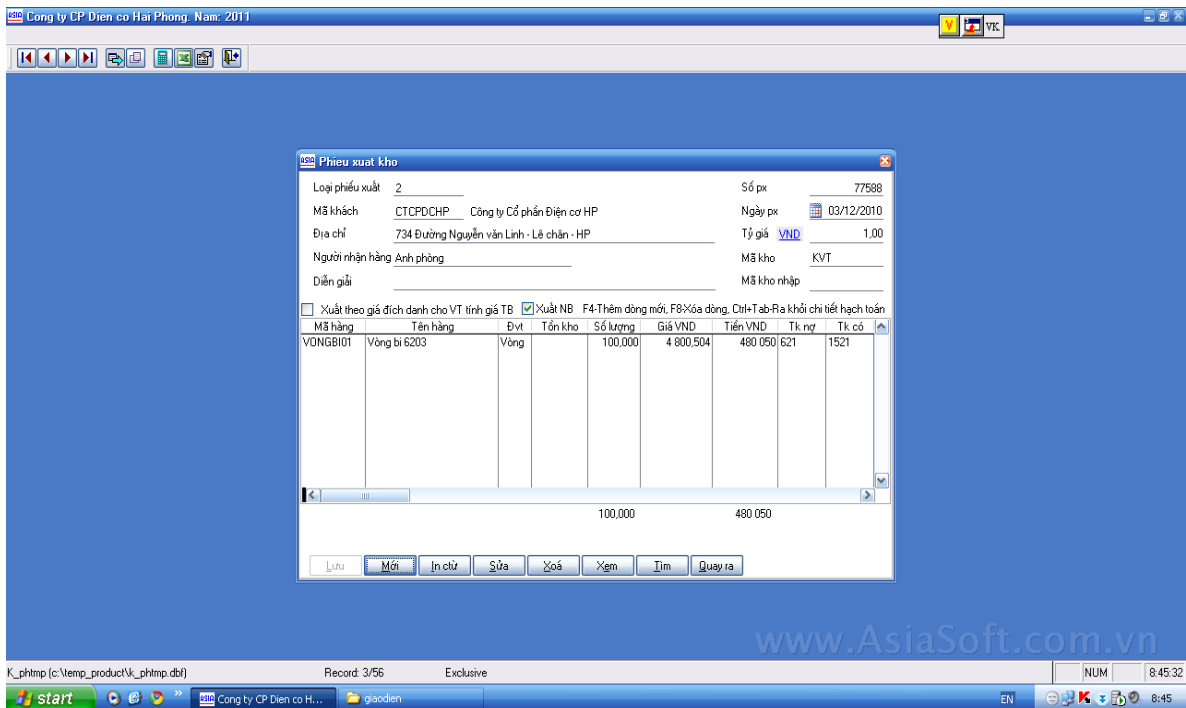 ASIA Cong ty CP Dien co Hai Phong. Nam: 2011
V VK
ASIA Phieu xuat kho
Loại phiếu xuất 2 Số px 77588
Mã khách CTCPDCHP Công ty Cổ phần Điện cơ HP Ngày px 03/12/2010
Địa chỉ 734 Đường Nguyễn văn Linh - Lê chân - HP Tỷ giá VND 1,00
Người nhận hàng Anh phòng Mã kho KVT
Diễn giải Mã kho nhập
Xuất theo giá đích danh cho VT tính giá TB Xuất NB F4-Thêm dòng mới, F8-Xóa dòng, Ctrl+Tab-Ra khỏi chi tiết hạch toán
Mã hàng Tên hàng Đvt Tồn kho Số lượng Giá VND Tiền VND Tk nợ Tk có
VONGBI01 Vòng bi 6203 Vòng 100,000 4 800,504 480 050 621 1521
100,000 480 050
Lưu Mới In ctừ Sửa Xoá Xem Tìm Quay ra
www.AsiaSoft.com.vn
K_phtmp (c:\temp_product\k_phtmp.dbf) Record: 3/56 Exclusive NUM 8:45:32
start ASIA Cong ty CP Dien co H... giaodien EN 8:45